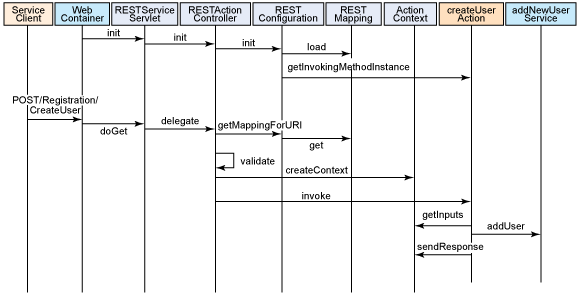 Service Client
Web Container
RESTService Servlet
RESTAction Controller
REST Configuration
REST Mapping
Action Context
createUser Action
addNewUser Service
init
init
init
load
getInvokingMethodInstance
POST/Registration/
CreateUser
doGet
delegate
getMappingForURI
get
validate
createContext
invoke
getInputs
addUser
sendResponse